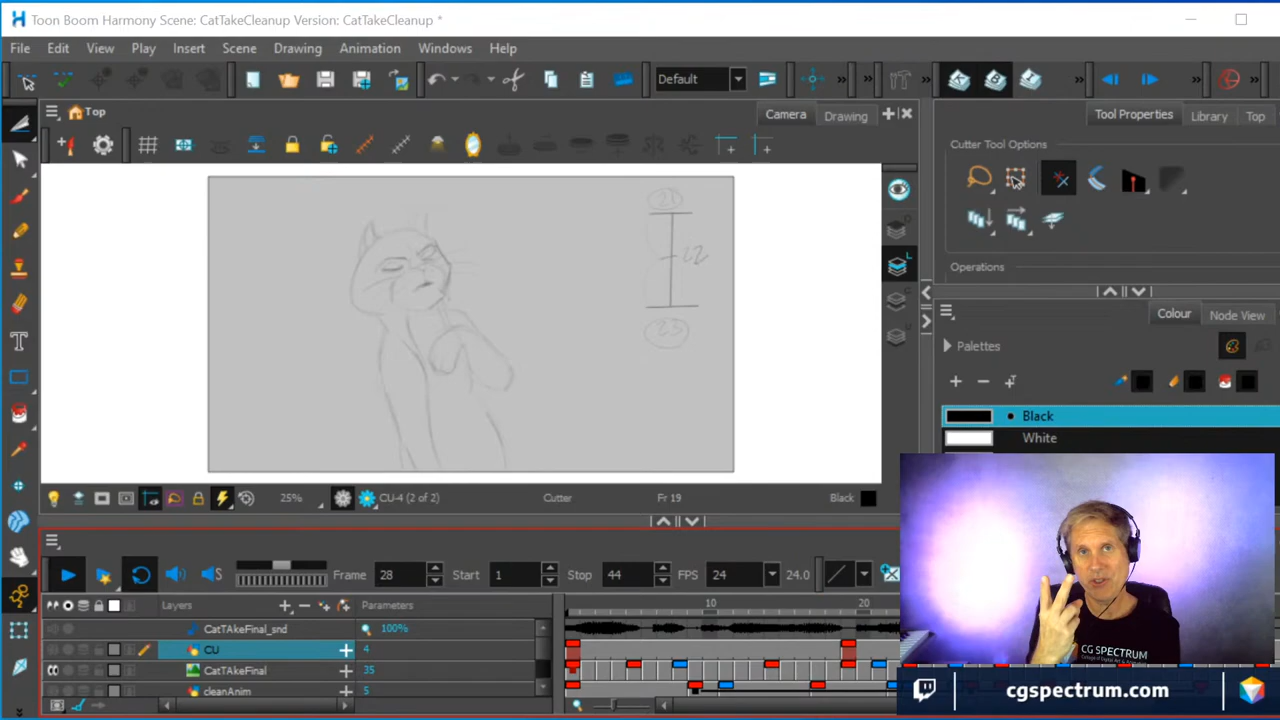 Toon Boom Harmony Scene: CatTakeCleanup Version: CatTakeCleanup *
File Edit View Play Insert Scene Drawing Animation Windows Help
Default
Top
Camera
Drawing
Tool Properties
Library
Top
Cutter Tool Options
Operations
21
22
23
Colour
Node View
Palettes
Black
White
25%
CU-4 (2 of 2)
Cutter
Fr 19
Black
Frame 28 Start 1 Stop 44 FPS 24 24.0
Layers
Parameters
10
20
CatTAkeFinal_snd 100%
CU 4
CatTAkeFinal 35
cleanAnim 5
CG SPECTRUM
cgspectrum.com